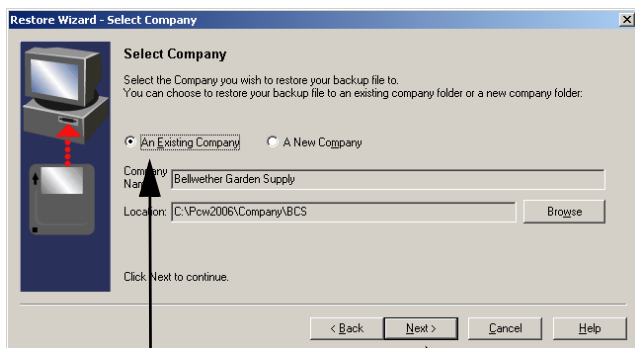 Restore Wizard - Select Company
Select Company
Select the Company you wish to restore your backup file to.
You can choose to restore your backup file to an existing company folder or a new company folder:
An Existing Company A New Company
Company
Name: Bellwether Garden Supply
Location: C:\Pcw2006\Company\BCS Browse
Click Next to continue.
< Back Next > Cancel Help